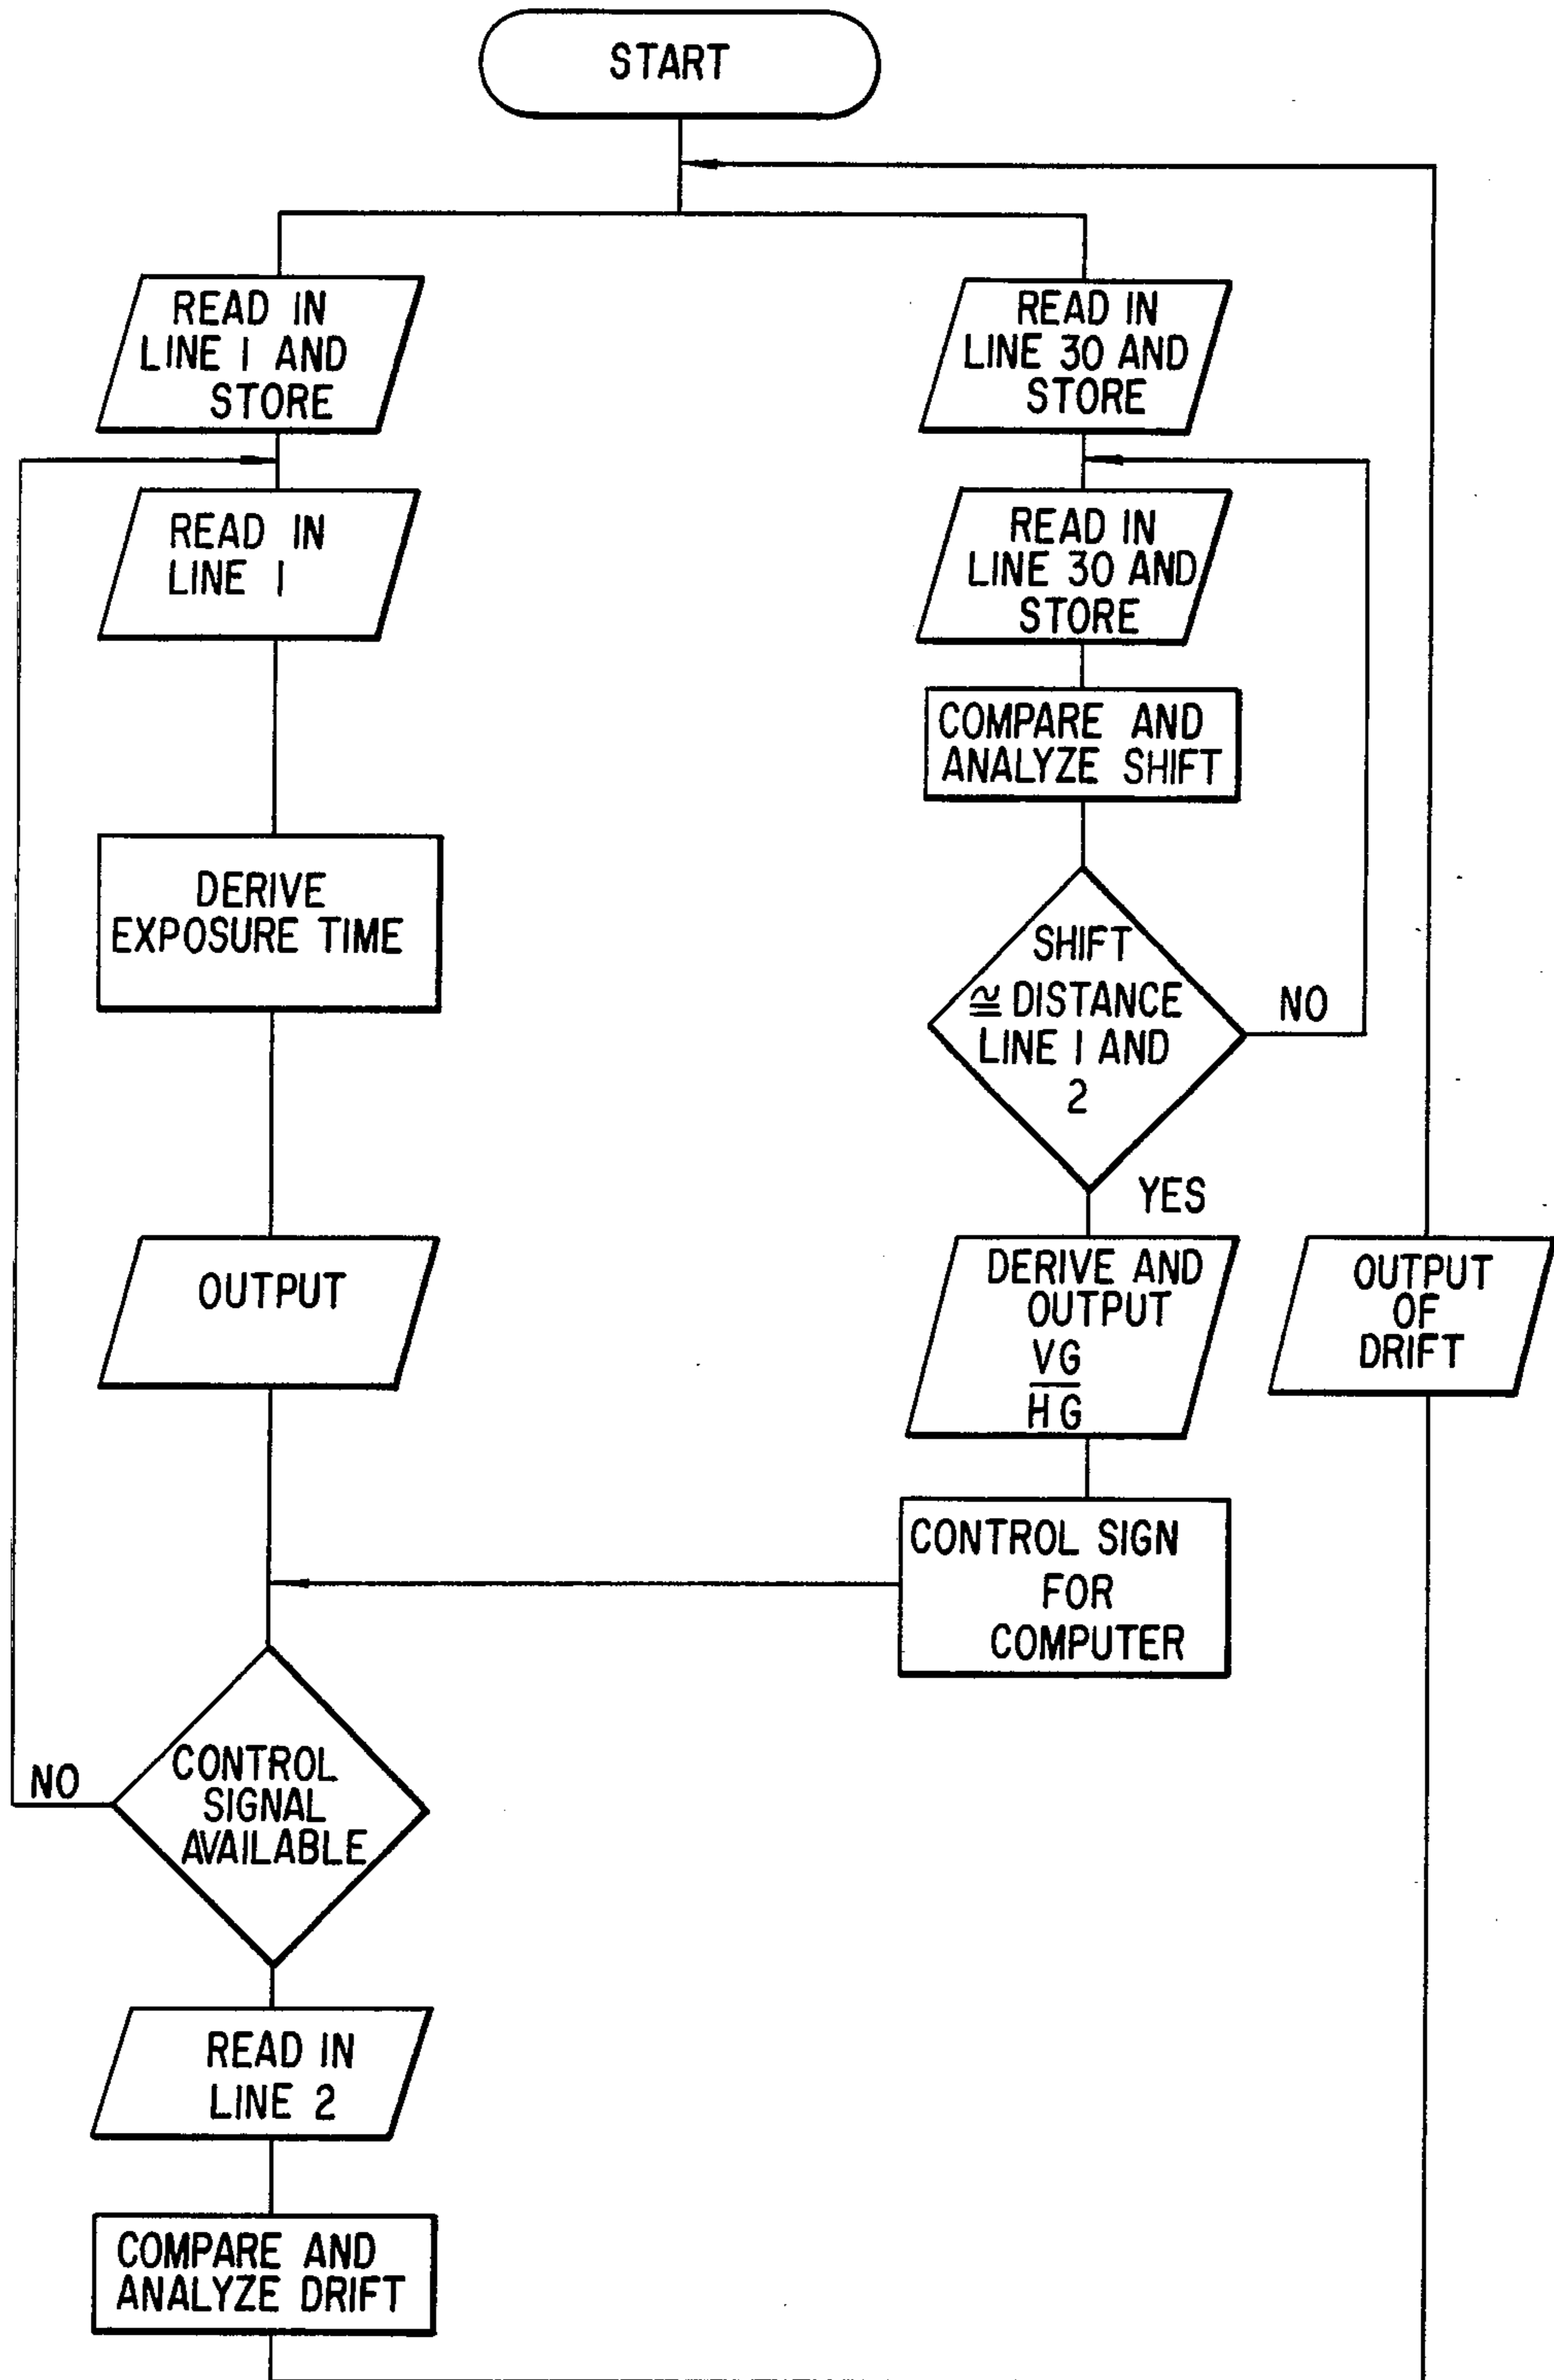 START
READ IN
LINE 1 AND
STORE
READ IN
LINE 1
DERIVE
EXPOSURE TIME
OUTPUT
CONTROL
SIGNAL
AVAILABLE
NO
READ IN
LINE 2
COMPARE AND
ANALYZE DRIFT
READ IN
LINE 30 AND
STORE
READ IN
LINE 30 AND
STORE
COMPARE AND
ANALYZE SHIFT
SHIFT
≅ DISTANCE
LINE 1 AND
2
NO
YES
DERIVE AND
OUTPUT
VG
HG
CONTROL SIGN
FOR
COMPUTER
OUTPUT
OF
DRIFT